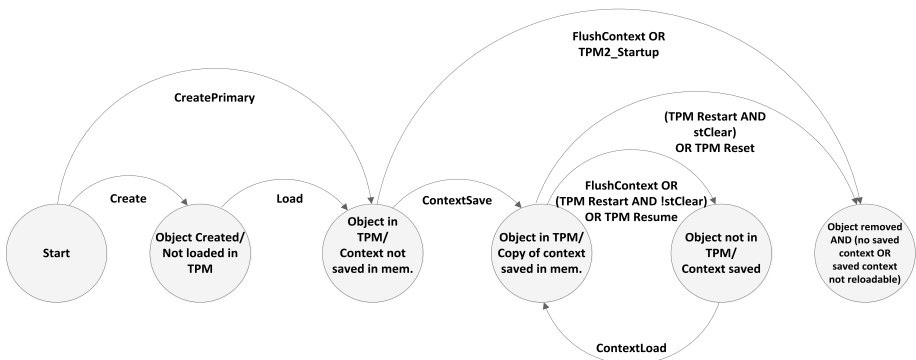 FlushContext OR
TPM2_Startup
CreatePrimary
(TPM Restart AND
stClear)
OR TPM Reset
Create
Load
ContextSave
FlushContext OR
(TPM Restart AND !stClear)
OR TPM Resume
Start
Object Created/
Not loaded in
TPM
Object in
TPM/
Context not
saved in mem.
Object in TPM/
Copy of context
saved in mem.
Object not in
TPM/
Context saved
Object removed
AND (no saved
context OR
saved context
not reloadable)
ContextLoad